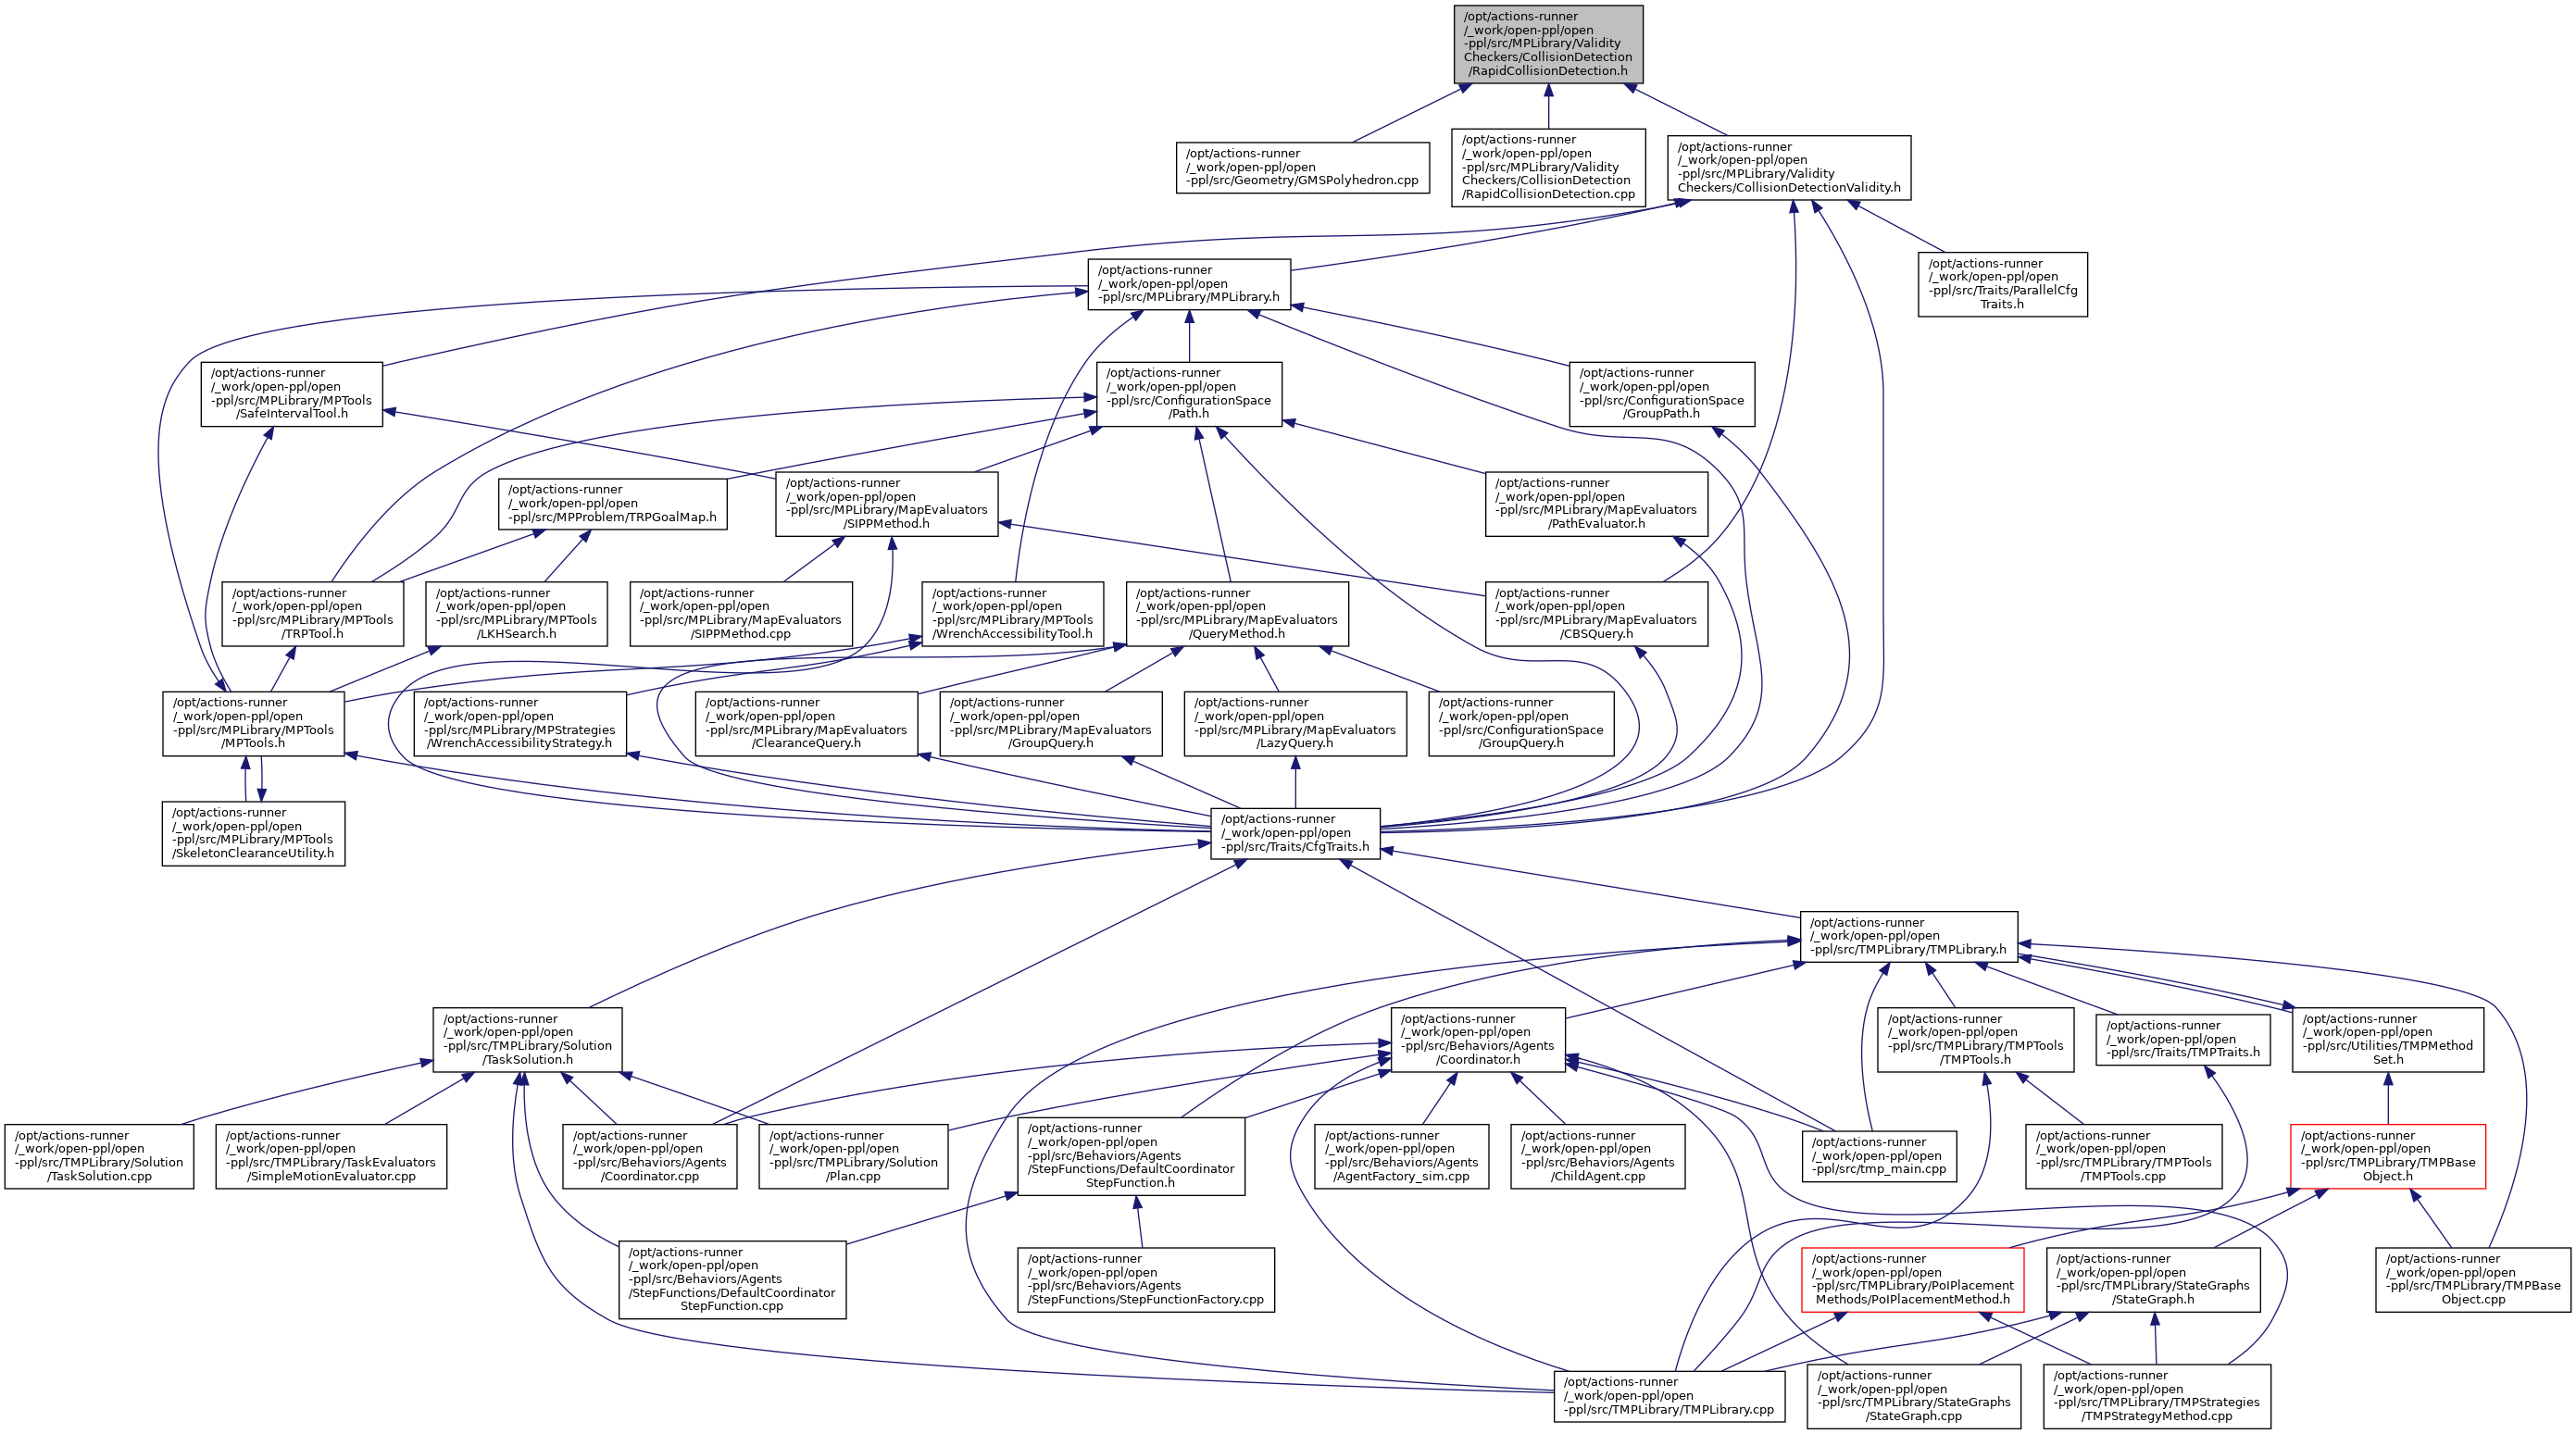 /opt/actions-runner
/_work/open-ppl/open
-ppl/src/MPLibrary/Validity
Checkers/CollisionDetection
/RapidCollisionDetection.h
/opt/actions-runner
/_work/open-ppl/open
-ppl/src/Geometry/GMSPolyhedron.cpp
/opt/actions-runner
/_work/open-ppl/open
-ppl/src/MPLibrary/Validity
Checkers/CollisionDetection
/RapidCollisionDetection.cpp
/opt/actions-runner
/_work/open-ppl/open
-ppl/src/MPLibrary/Validity
Checkers/CollisionDetectionValidity.h
/opt/actions-runner
/_work/open-ppl/open
-ppl/src/MPLibrary/MPLibrary.h
/opt/actions-runner
/_work/open-ppl/open
-ppl/src/Traits/ParallelCfg
Traits.h
/opt/actions-runner
/_work/open-ppl/open
-ppl/src/MPLibrary/MPTools
/SafeIntervalTool.h
/opt/actions-runner
/_work/open-ppl/open
-ppl/src/ConfigurationSpace
/Path.h
/opt/actions-runner
/_work/open-ppl/open
-ppl/src/ConfigurationSpace
/GroupPath.h
/opt/actions-runner
/_work/open-ppl/open
-ppl/src/MPProblem/TRPGoalMap.h
/opt/actions-runner
/_work/open-ppl/open
-ppl/src/MPLibrary/MapEvaluators
/SIPPMethod.h
/opt/actions-runner
/_work/open-ppl/open
-ppl/src/MPLibrary/MapEvaluators
/PathEvaluator.h
/opt/actions-runner
/_work/open-ppl/open
-ppl/src/MPLibrary/MPTools
/TRPTool.h
/opt/actions-runner
/_work/open-ppl/open
-ppl/src/MPLibrary/MPTools
/LKHSearch.h
/opt/actions-runner
/_work/open-ppl/open
-ppl/src/MPLibrary/MapEvaluators
/SIPPMethod.cpp
/opt/actions-runner
/_work/open-ppl/open
-ppl/src/MPLibrary/MPTools
/WrenchAccessibilityTool.h
/opt/actions-runner
/_work/open-ppl/open
-ppl/src/MPLibrary/MapEvaluators
/QueryMethod.h
/opt/actions-runner
/_work/open-ppl/open
-ppl/src/MPLibrary/MapEvaluators
/CBSQuery.h
/opt/actions-runner
/_work/open-ppl/open
-ppl/src/MPLibrary/MPTools
/MPTools.h
/opt/actions-runner
/_work/open-ppl/open
-ppl/src/MPLibrary/MPStrategies
/WrenchAccessibilityStrategy.h
/opt/actions-runner
/_work/open-ppl/open
-ppl/src/MPLibrary/MapEvaluators
/ClearanceQuery.h
/opt/actions-runner
/_work/open-ppl/open
-ppl/src/MPLibrary/MapEvaluators
/GroupQuery.h
/opt/actions-runner
/_work/open-ppl/open
-ppl/src/MPLibrary/MapEvaluators
/LazyQuery.h
/opt/actions-runner
/_work/open-ppl/open
-ppl/src/ConfigurationSpace
/GroupQuery.h
/opt/actions-runner
/_work/open-ppl/open
-ppl/src/MPLibrary/MPTools
/SkeletonClearanceUtility.h
/opt/actions-runner
/_work/open-ppl/open
-ppl/src/Traits/CfgTraits.h
/opt/actions-runner
/_work/open-ppl/open
-ppl/src/TMPLibrary/TMPLibrary.h
/opt/actions-runner
/_work/open-ppl/open
-ppl/src/TMPLibrary/Solution
/TaskSolution.h
/opt/actions-runner
/_work/open-ppl/open
-ppl/src/Behaviors/Agents
/Coordinator.h
/opt/actions-runner
/_work/open-ppl/open
-ppl/src/TMPLibrary/TMPTools
/TMPTools.h
/opt/actions-runner
/_work/open-ppl/open
-ppl/src/Traits/TMPTraits.h
/opt/actions-runner
/_work/open-ppl/open
-ppl/src/Utilities/TMPMethod
Set.h
/opt/actions-runner
/_work/open-ppl/open
-ppl/src/TMPLibrary/Solution
/TaskSolution.cpp
/opt/actions-runner
/_work/open-ppl/open
-ppl/src/TMPLibrary/TaskEvaluators
/SimpleMotionEvaluator.cpp
/opt/actions-runner
/_work/open-ppl/open
-ppl/src/Behaviors/Agents
/Coordinator.cpp
/opt/actions-runner
/_work/open-ppl/open
-ppl/src/TMPLibrary/Solution
/Plan.cpp
/opt/actions-runner
/_work/open-ppl/open
-ppl/src/Behaviors/Agents
/StepFunctions/DefaultCoordinator
StepFunction.h
/opt/actions-runner
/_work/open-ppl/open
-ppl/src/Behaviors/Agents
/AgentFactory_sim.cpp
/opt/actions-runner
/_work/open-ppl/open
-ppl/src/Behaviors/Agents
/ChildAgent.cpp
/opt/actions-runner
/_work/open-ppl/open
-ppl/src/tmp_main.cpp
/opt/actions-runner
/_work/open-ppl/open
-ppl/src/TMPLibrary/TMPTools
/TMPTools.cpp
/opt/actions-runner
/_work/open-ppl/open
-ppl/src/TMPLibrary/TMPBase
Object.h
/opt/actions-runner
/_work/open-ppl/open
-ppl/src/Behaviors/Agents
/StepFunctions/DefaultCoordinator
StepFunction.cpp
/opt/actions-runner
/_work/open-ppl/open
-ppl/src/Behaviors/Agents
/StepFunctions/StepFunctionFactory.cpp
/opt/actions-runner
/_work/open-ppl/open
-ppl/src/TMPLibrary/PoIPlacement
Methods/PoIPlacementMethod.h
/opt/actions-runner
/_work/open-ppl/open
-ppl/src/TMPLibrary/StateGraphs
/StateGraph.h
/opt/actions-runner
/_work/open-ppl/open
-ppl/src/TMPLibrary/TMPBase
Object.cpp
/opt/actions-runner
/_work/open-ppl/open
-ppl/src/TMPLibrary/TMPLibrary.cpp
/opt/actions-runner
/_work/open-ppl/open
-ppl/src/TMPLibrary/StateGraphs
/StateGraph.cpp
/opt/actions-runner
/_work/open-ppl/open
-ppl/src/TMPLibrary/TMPStrategies
/TMPStrategyMethod.cpp